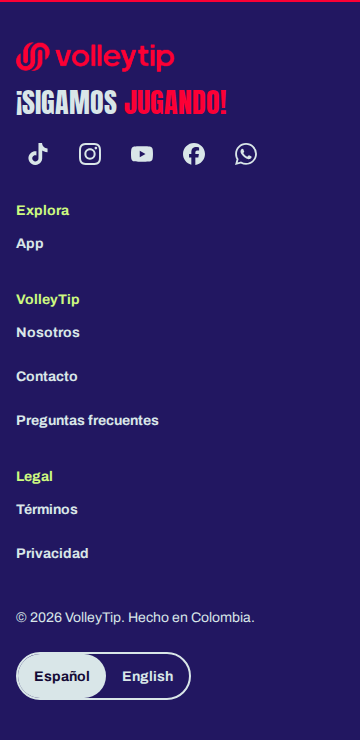 volleytip
¡SIGAMOS JUGANDO!
Explora
App
VolleyTip
Nosotros
Contacto
Preguntas frecuentes
Legal
Términos
Privacidad
© 2026 VolleyTip. Hecho en Colombia.
Español English